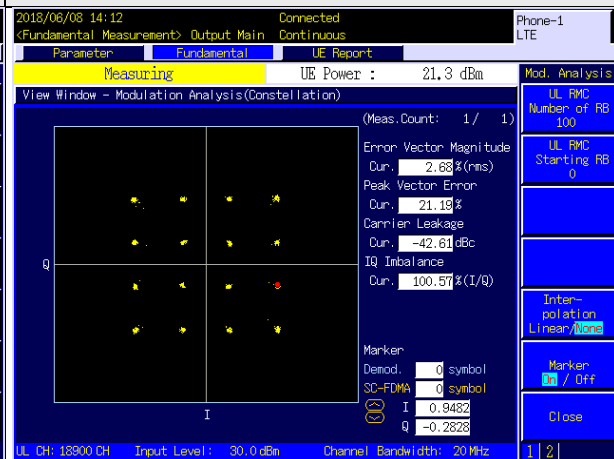 2018/06/08 14:12 Connected Phone-1
<Fundamental Measurement> Output Main Continuous LTE
Parameter Fundamental UE Report
Measuring UE Power : 21.3 dBm Mod. Analysis
View Window - Modulation Analysis(Constellation)
(Meas.Count: 1/ 1)
UL RMC
Number of RB
100
Error Vector Magnitude
Cur. 2.68 %(rms)
Peak Vector Error
Cur. 21.19 %
Carrier Leakage
Cur. -42.61 dBc
IQ Imbalance
Cur. 100.57 %(I/Q)
UL RMC
Starting RB
0
Q
I
Inter-
polation
Linear/None
Marker
Demod. 0 symbol
SC-FDMA 0 symbol
I 0.9482
Q -0.2828
Marker
On / Off
Close
UL CH: 18900 CH Input Level: 30.0 dBm Channel Bandwidth: 20 MHz 1 2